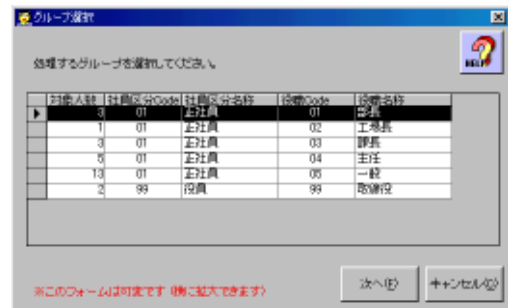 グループ選択
HELP
処理するグループを選択してください。
対象人数 社員区分Code 社員区分名称 役職Code 役職名称
3 01 正社員 01 部長
1 01 正社員 02 工場長
3 01 正社員 03 課長
5 01 正社員 04 主任
13 01 正社員 05 一般
2 99 役員 99 取締役
次へ(F) キャンセル(C)
※このフォームは可変です (横に拡大できます)